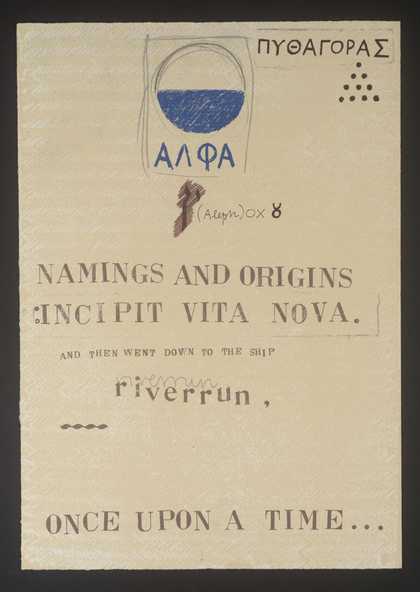 ΠΥΘΑΓΟΡΑΣ
ΑΛΦΑ
(Aleph) OX ♉
NAMINGS AND ORIGINS
:INCIPIT VITA NOVA.
AND THEN WENT DOWN TO THE SHIP
riverrun
riverrun,
ONCE UPON A TIME...